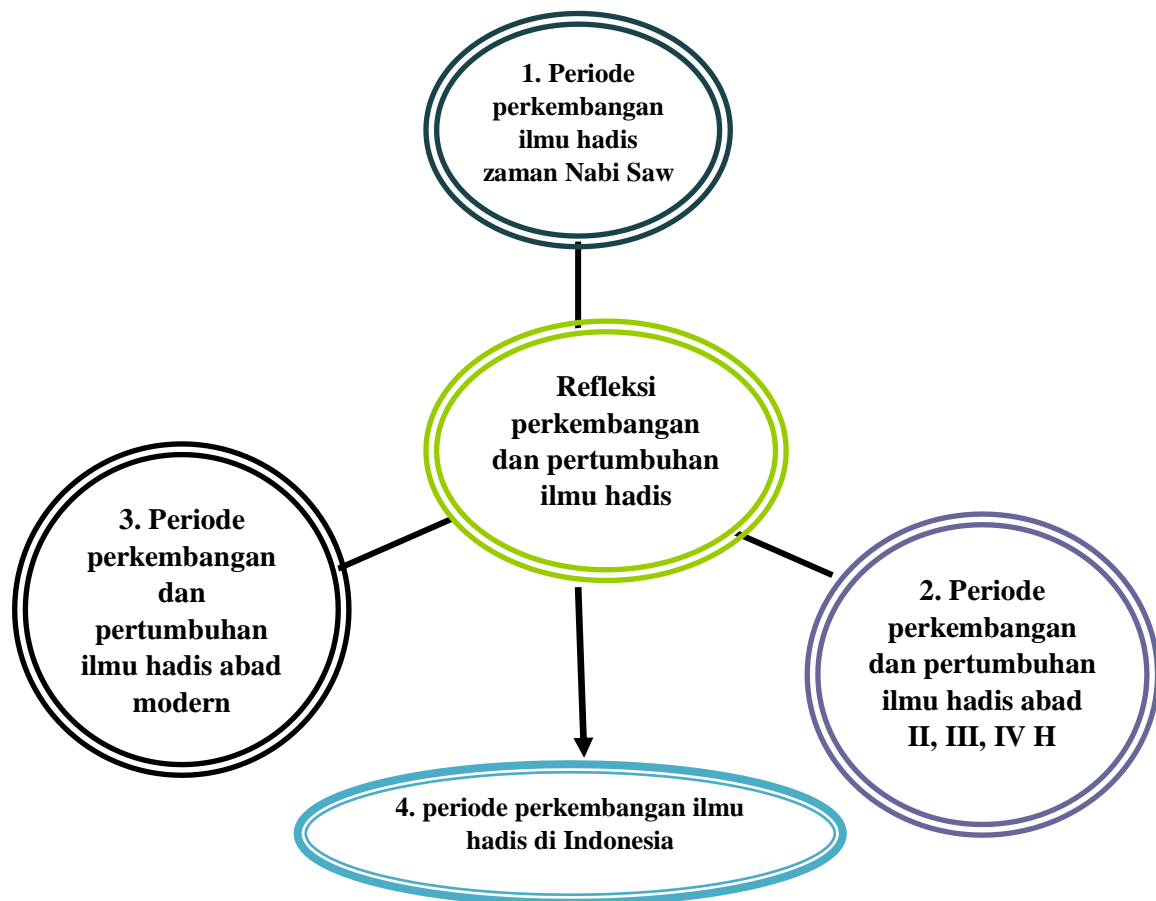 1. Periode
perkembangan
ilmu hadis
zaman Nabi Saw
Refleksi
perkembangan
dan pertumbuhan
ilmu hadis
3. Periode
perkembangan
dan
pertumbuhan
ilmu hadis abad
modern
2. Periode
perkembangan
dan pertumbuhan
ilmu hadis abad
II, III, IV H
4. periode perkembangan ilmu
hadis di Indonesia